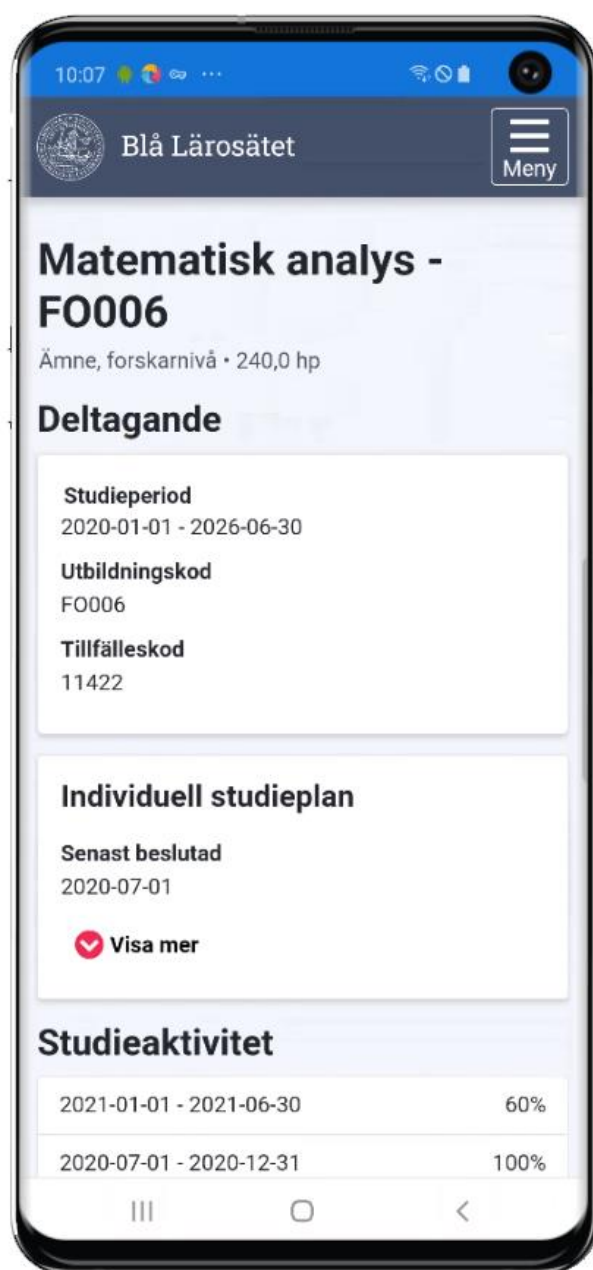 10:07
Blå Lärosätet
Meny
Matematisk analys -
FO006
Ämne, forskarnivå • 240,0 hp
Deltagande
Studieperiod
2020-01-01 - 2026-06-30
Utbildningskod
FO006
Tillfälleskod
11422
Individuell studieplan
Senast beslutad
2020-07-01
Visa mer
Studieaktivitet
2021-01-01 - 2021-06-30 60%
2020-07-01 - 2020-12-31 100%